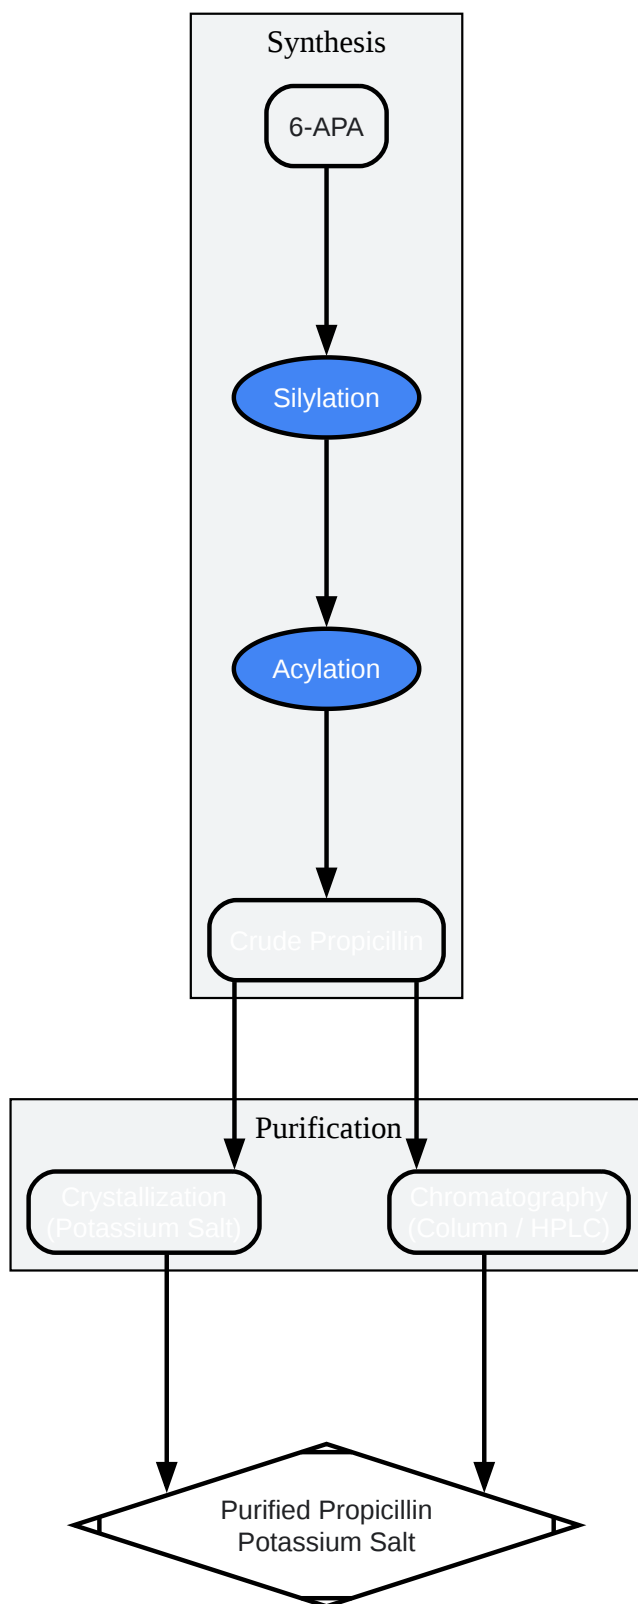 Synthesis
6-APA
Silylation
Acylation
Crude Propicillin
Purification
Crystallization
(Potassium Salt)
Chromatography
(Column / HPLC)
Purified Propicillin
Potassium Salt